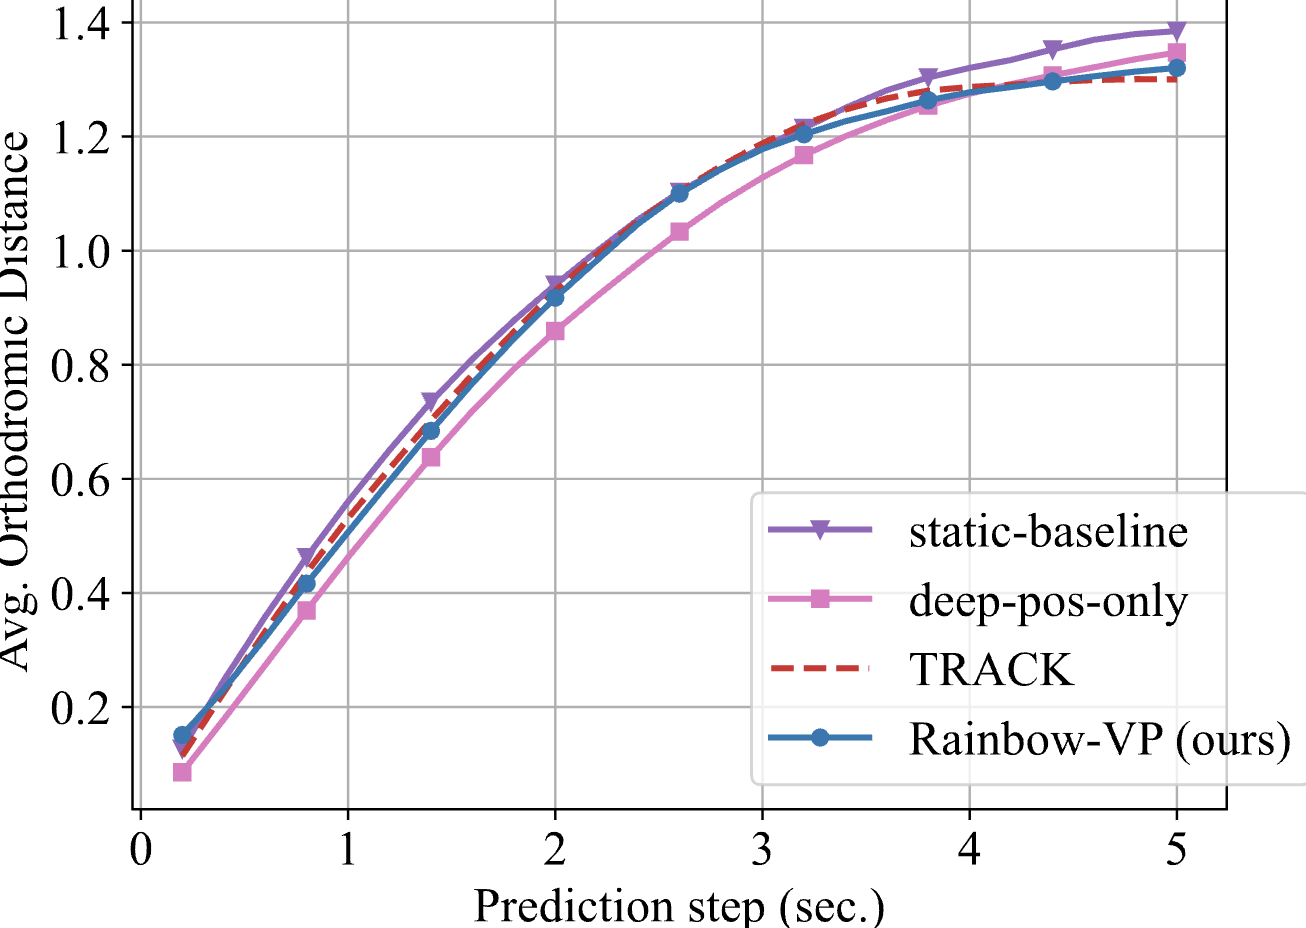 1.4
1.2
1.0
0.8
0.6
0.4
0.2
Avg. Orthodromic Distance
static-baseline
deep-pos-only
TRACK
Rainbow-VP (ours)
0 1 2 3 4 5
Prediction step (sec.)